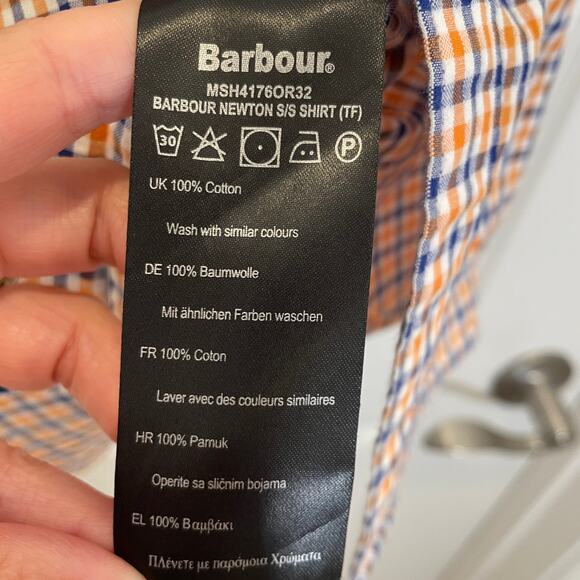 Barbour®
MSH4176OR32
BARBOUR NEWTON S/S SHIRT (TF)
30 P
UK 100% Cotton
Wash with similar colours
DE 100% Baumwolle
Mit ähnlichen Farben waschen
FR 100% Coton
Laver avec des couleurs similaires
HR 100% Pamuk
Operite sa sličnim bojama
EL 100% Βαμβάκι
Πλένετε με παρόμοια Χρώματα